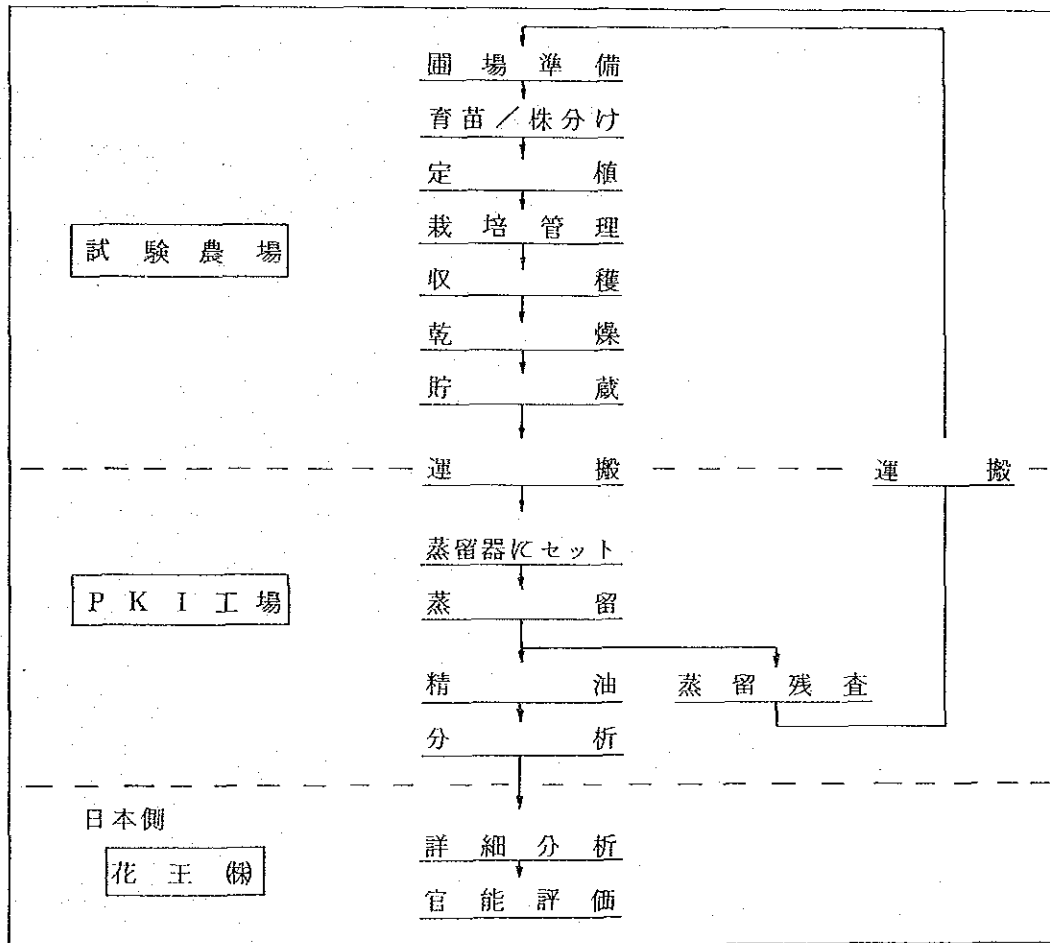 圃場準備
育苗／株分け
定植
栽培管理
試験農場
収穫
乾燥
貯蔵
運搬
運搬
蒸留器にセット
PKI工場
蒸留
精油
蒸留残査
分析
日本側
花王㈱
詳細分析
官能評価